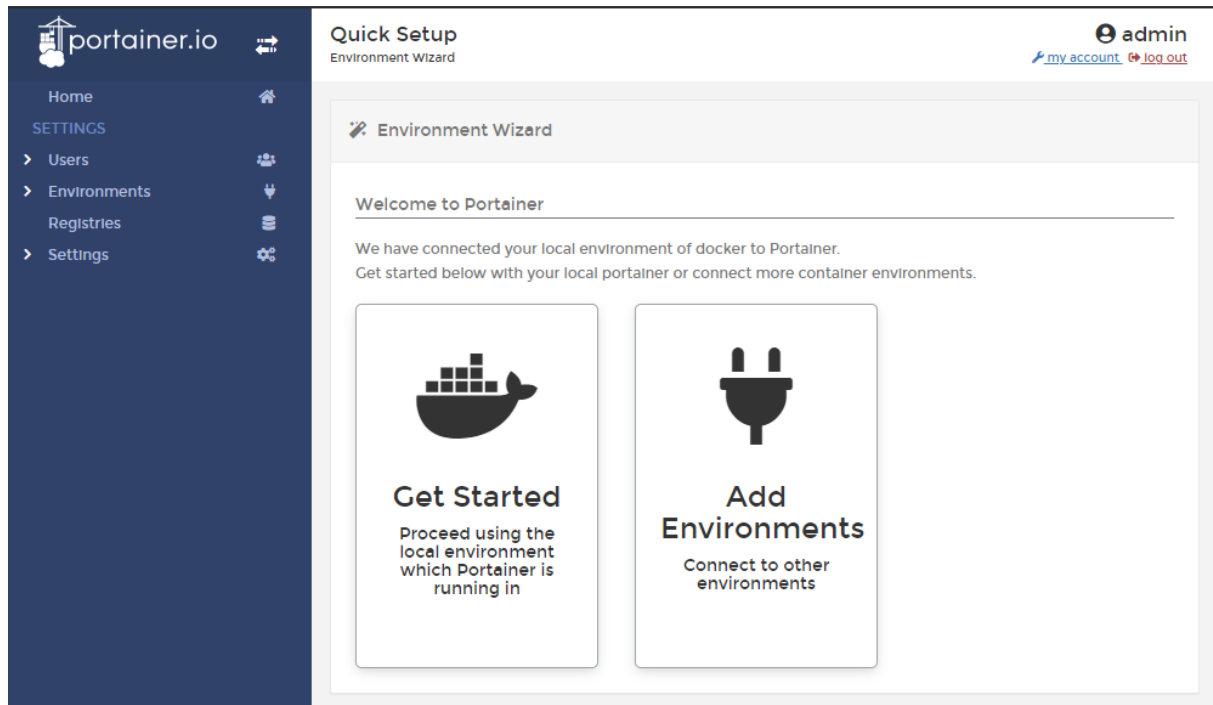 portainer.io
Home
SETTINGS
Users
Environments
Registries
Settings
Quick Setup
Environment Wizard
admin
my account log out
Environment Wizard
Welcome to Portainer
We have connected your local environment of docker to Portainer.
Get started below with your local portainer or connect more container environments.
Get Started
Proceed using the
local environment
which Portainer is
running in
Add
Environments
Connect to other
environments